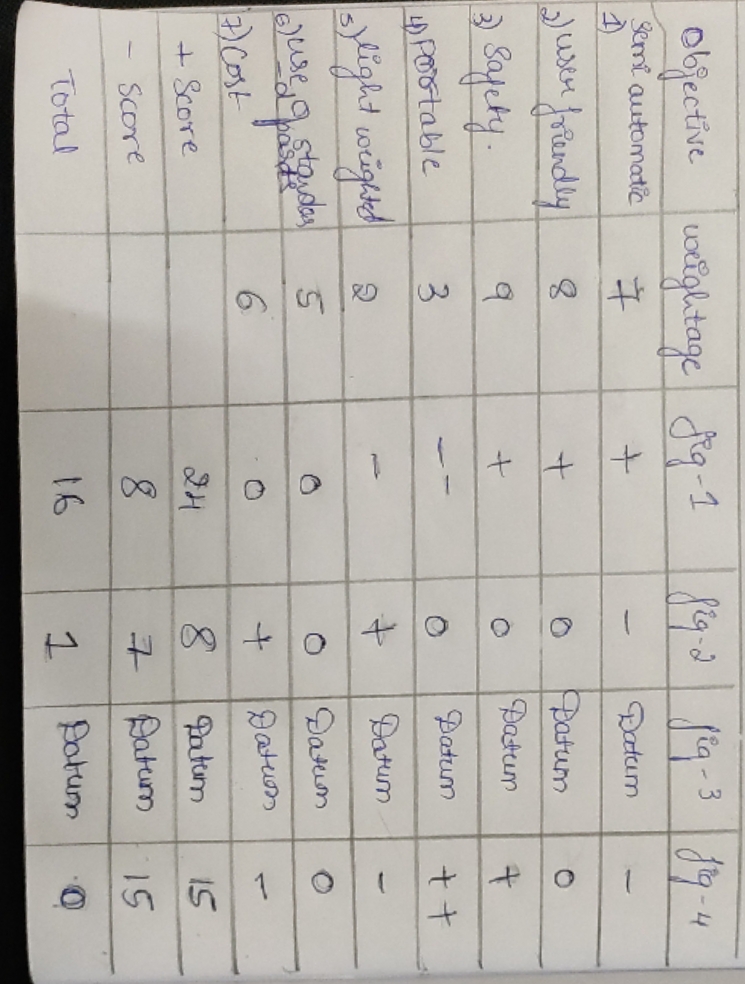 Objective weightage fig-1 fig-2 fig-3 fig-4
1) semi automatic 7 + - Datum -
2) user friendly 8 + 0 Datum 0
3) Safety. 9 + 0 Datum +
4) Portable 3 -- 0 Datum ++
5) light weighted 2 - + Datum -
6) use of standar
-d parts 5 0 0 Datum 0
7) Cost 6 0 + Datum -
+ Score 24 8 Datum 15
- Score 8 7 Datum 15
Total 16 1 Datum 0